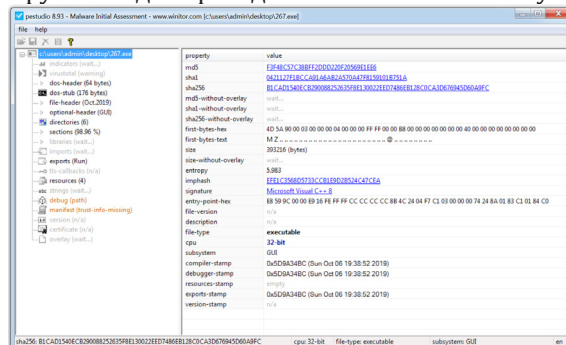 pestudio 8.93 - Malware Initial Assessment - www.winitor.com [c:\users\admin\desktop\267.exe]
file help
c:\users\admin\desktop\267.exe
indicators (wait...)
virustotal (warning)
dos-header (64 bytes)
dos-stub (176 bytes)
file-header (Oct.2019)
optional-header (GUI)
directories (6)
sections (98.96 %)
libraries (wait...)
imports (wait...)
exports (Run)
tls-callbacks (n/a)
resources (4)
abc strings (wait...)
debug (path)
manifest (trust-info-missing)
version (n/a)
certificate (n/a)
overlay (wait...)
property value
md5 F3F48C57C38BFF2DDD220F20569E1EE6
sha1 0421127F1BCCA91A6AB2A570A47F8159101B751A
sha256 B1CAD1540ECB290088252635F8E130022EED7486EB128C0CA3D676945D60A9FC
md5-without-overlay wait...
sha1-without-overlay wait...
sha256-without-overlay wait...
first-bytes-hex 4D 5A 90 00 03 00 00 00 04 00 00 00 FF FF 00 00 B8 00 00 00 00 00 00 00 40 00 00 00 00 00 00 00 00 00
first-bytes-text M Z
size 393216 (bytes)
size-without-overlay wait...
entropy 5.983
imphash EFE1C3568D5733CCB1E9D2B524C47CEA
signature Microsoft Visual C++ 8
entry-point-hex E8 59 9C 00 00 E9 16 FE FF FF CC CC CC CC 8B 4C 24 04 F7 C1 03 00 00 00 74 24 8A 01 83 C1 01 84 C0
file-version n/a
description n/a
file-type executable
cpu 32-bit
subsystem GUI
compiler-stamp 0x5D9A34BC (Sun Oct 06 19:38:52 2019)
debugger-stamp 0x5D9A34BC (Sun Oct 06 19:38:52 2019)
resources-stamp empty
exports-stamp 0x5D9A34BC (Sun Oct 06 19:38:52 2019)
version-stamp n/a
sha256: B1CAD1540ECB290088252635F8E130022EED7486EB128C0CA3D676945D60A9FC cpu: 32-bit file-type: executable subsystem: GUI en